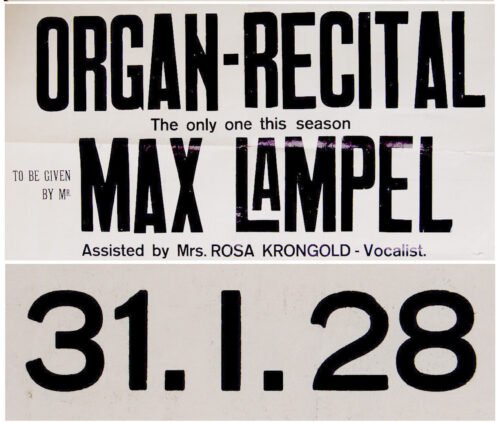 ORGAN-RECITAL
The only one this season
TO BE GIVEN
BY MR.
MAX LAMPEL
Assisted by Mrs. ROSA KRONGOLD - Vocalist.
31. I. 28